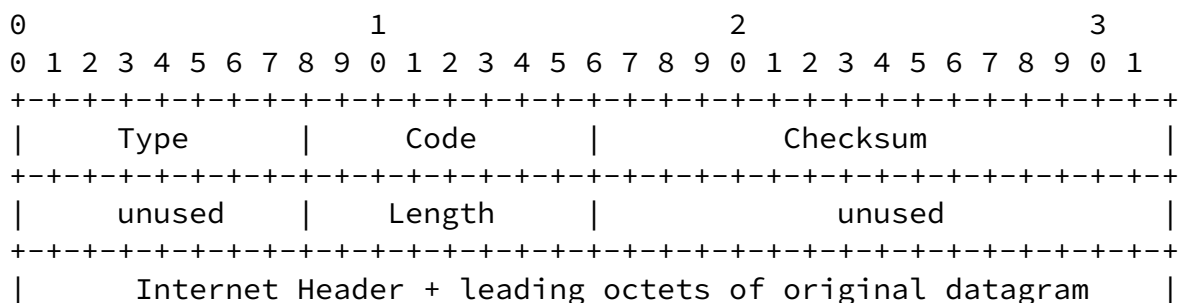 0                   1                   2                   3
0 1 2 3 4 5 6 7 8 9 0 1 2 3 4 5 6 7 8 9 0 1 2 3 4 5 6 7 8 9 0 1
+-+-+-+-+-+-+-+-+-+-+-+-+-+-+-+-+-+-+-+-+-+-+-+-+-+-+-+-+-+-+-+-+
|     Type      |     Code      |          Checksum             |
+-+-+-+-+-+-+-+-+-+-+-+-+-+-+-+-+-+-+-+-+-+-+-+-+-+-+-+-+-+-+-+-+
|     unused    |    Length     |             unused            |
+-+-+-+-+-+-+-+-+-+-+-+-+-+-+-+-+-+-+-+-+-+-+-+-+-+-+-+-+-+-+-+-+
|      Internet Header + leading octets of original datagram    |